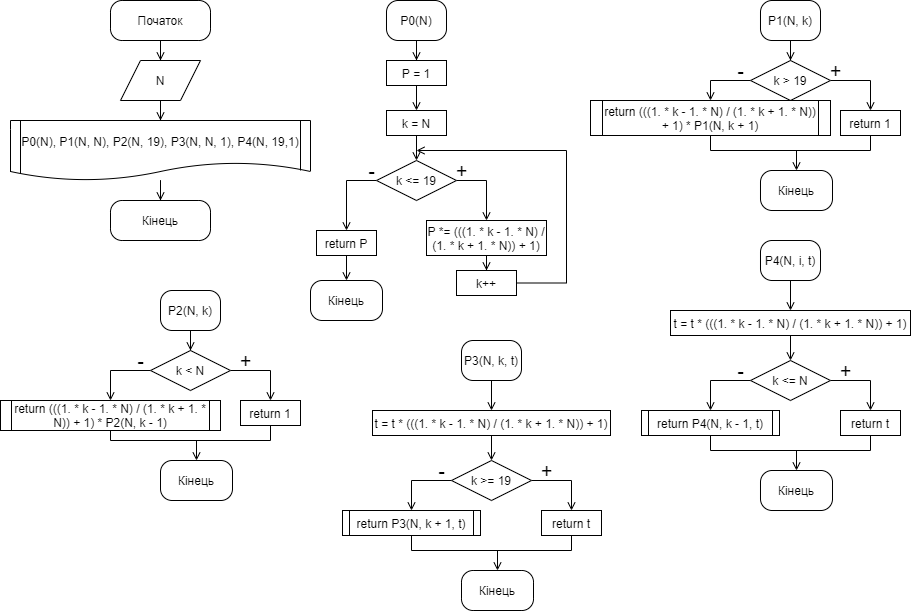 Початок
N
P0(N), P1(N, N), P2(N, 19), P3(N, N, 1), P4(N, 19,1)
Кінець
P0(N)
P = 1
k = N
k <= 19
-
+
return P
P *= (((1. * k - 1. * N) /
(1. * k + 1. * N)) + 1)
k++
Кінець
P1(N, k)
k > 19
-
+
return (((1. * k - 1. * N) / (1. * k + 1. * N))
+ 1) * P1(N, k + 1)
return 1
Кінець
P2(N, k)
k < N
-
+
return (((1. * k - 1. * N) / (1. * k + 1. *
N)) + 1) * P2(N, k - 1)
return 1
Кінець
P3(N, k, t)
t = t * (((1. * k - 1. * N) / (1. * k + 1. * N)) + 1)
k >= 19
-
+
return P3(N, k + 1, t)
return t
Кінець
P4(N, i, t)
t = t * (((1. * k - 1. * N) / (1. * k + 1. * N)) + 1)
k <= N
-
+
return P4(N, k - 1, t)
return t
Кінець